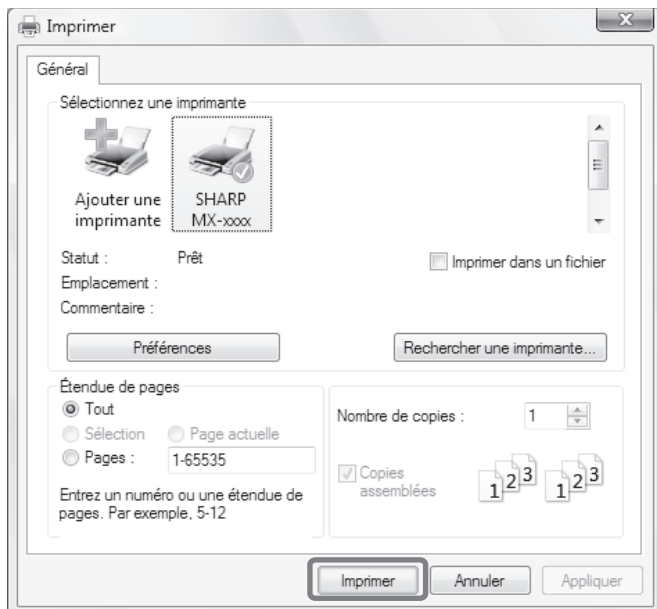 Imprimer
Général
Sélectionnez une imprimante
Ajouter une
imprimante
SHARP
MX-xxxx
Statut : Prêt
Imprimer dans un fichier
Emplacement :
Commentaire :
Préférences
Rechercher une imprimante...
Étendue de pages
Tout
Sélection
Page actuelle
Pages : 1-65535
Entrez un numéro ou une étendue de
pages. Par exemple, 5-12
Nombre de copies : 1
Copies
assemblées
1 2 3 1 2 3
Imprimer
Annuler
Appliquer